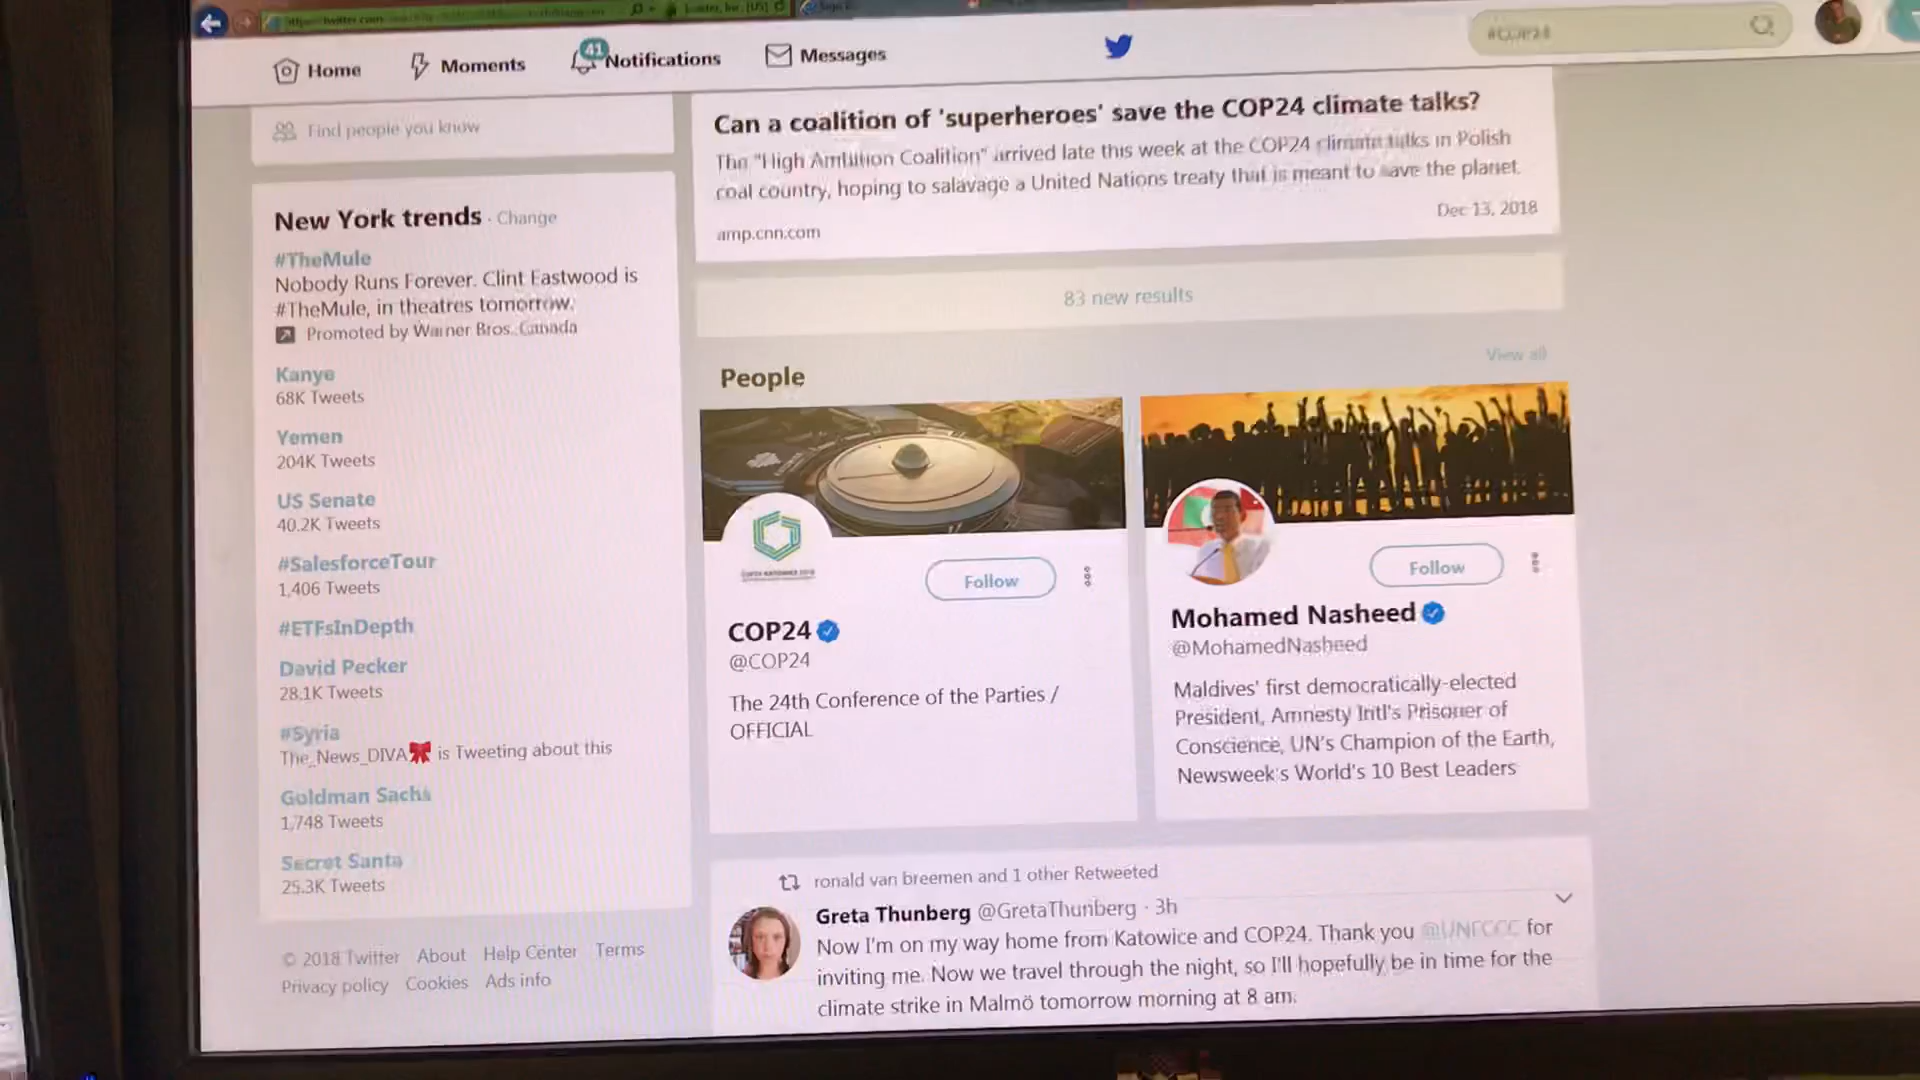 Home
Moments
41
Notifications
Messages
#COP24
Find people you know
New York trends · Change
#TheMule
Nobody Runs Forever. Clint Eastwood is
#TheMule, in theatres tomorrow.
Promoted by Warner Bros. Canada
Kanye
68K Tweets
Yemen
204K Tweets
US Senate
40.2K Tweets
#SalesforceTour
1,406 Tweets
#ETFsInDepth
David Pecker
28.1K Tweets
#Syria
The_News_DIVA🎀 is Tweeting about this
Goldman Sachs
1,748 Tweets
Secret Santa
25.3K Tweets
© 2018 Twitter About Help Center Terms
Privacy policy Cookies Ads info
Can a coalition of 'superheroes' save the COP24 climate talks?
The "High Ambition Coalition" arrived late this week at the COP24 climate talks in Polish
coal country, hoping to salavage a United Nations treaty that is meant to save the planet.
Dec 13, 2018
amp.cnn.com
83 new results
People
View all
Follow
COP24
@COP24
The 24th Conference of the Parties /
OFFICIAL
Follow
Mohamed Nasheed
@MohamedNasheed
Maldives' first democratically-elected
President, Amnesty Intl's Prisoner of
Conscience, UN's Champion of the Earth,
Newsweek's World's 10 Best Leaders
ronald van breemen and 1 other Retweeted
Greta Thunberg @GretaThunberg · 3h
Now I'm on my way home from Katowice and COP24. Thank you @UNFCCC for
inviting me. Now we travel through the night, so I'll hopefully be in time for the
climate strike in Malmö tomorrow morning at 8 am.